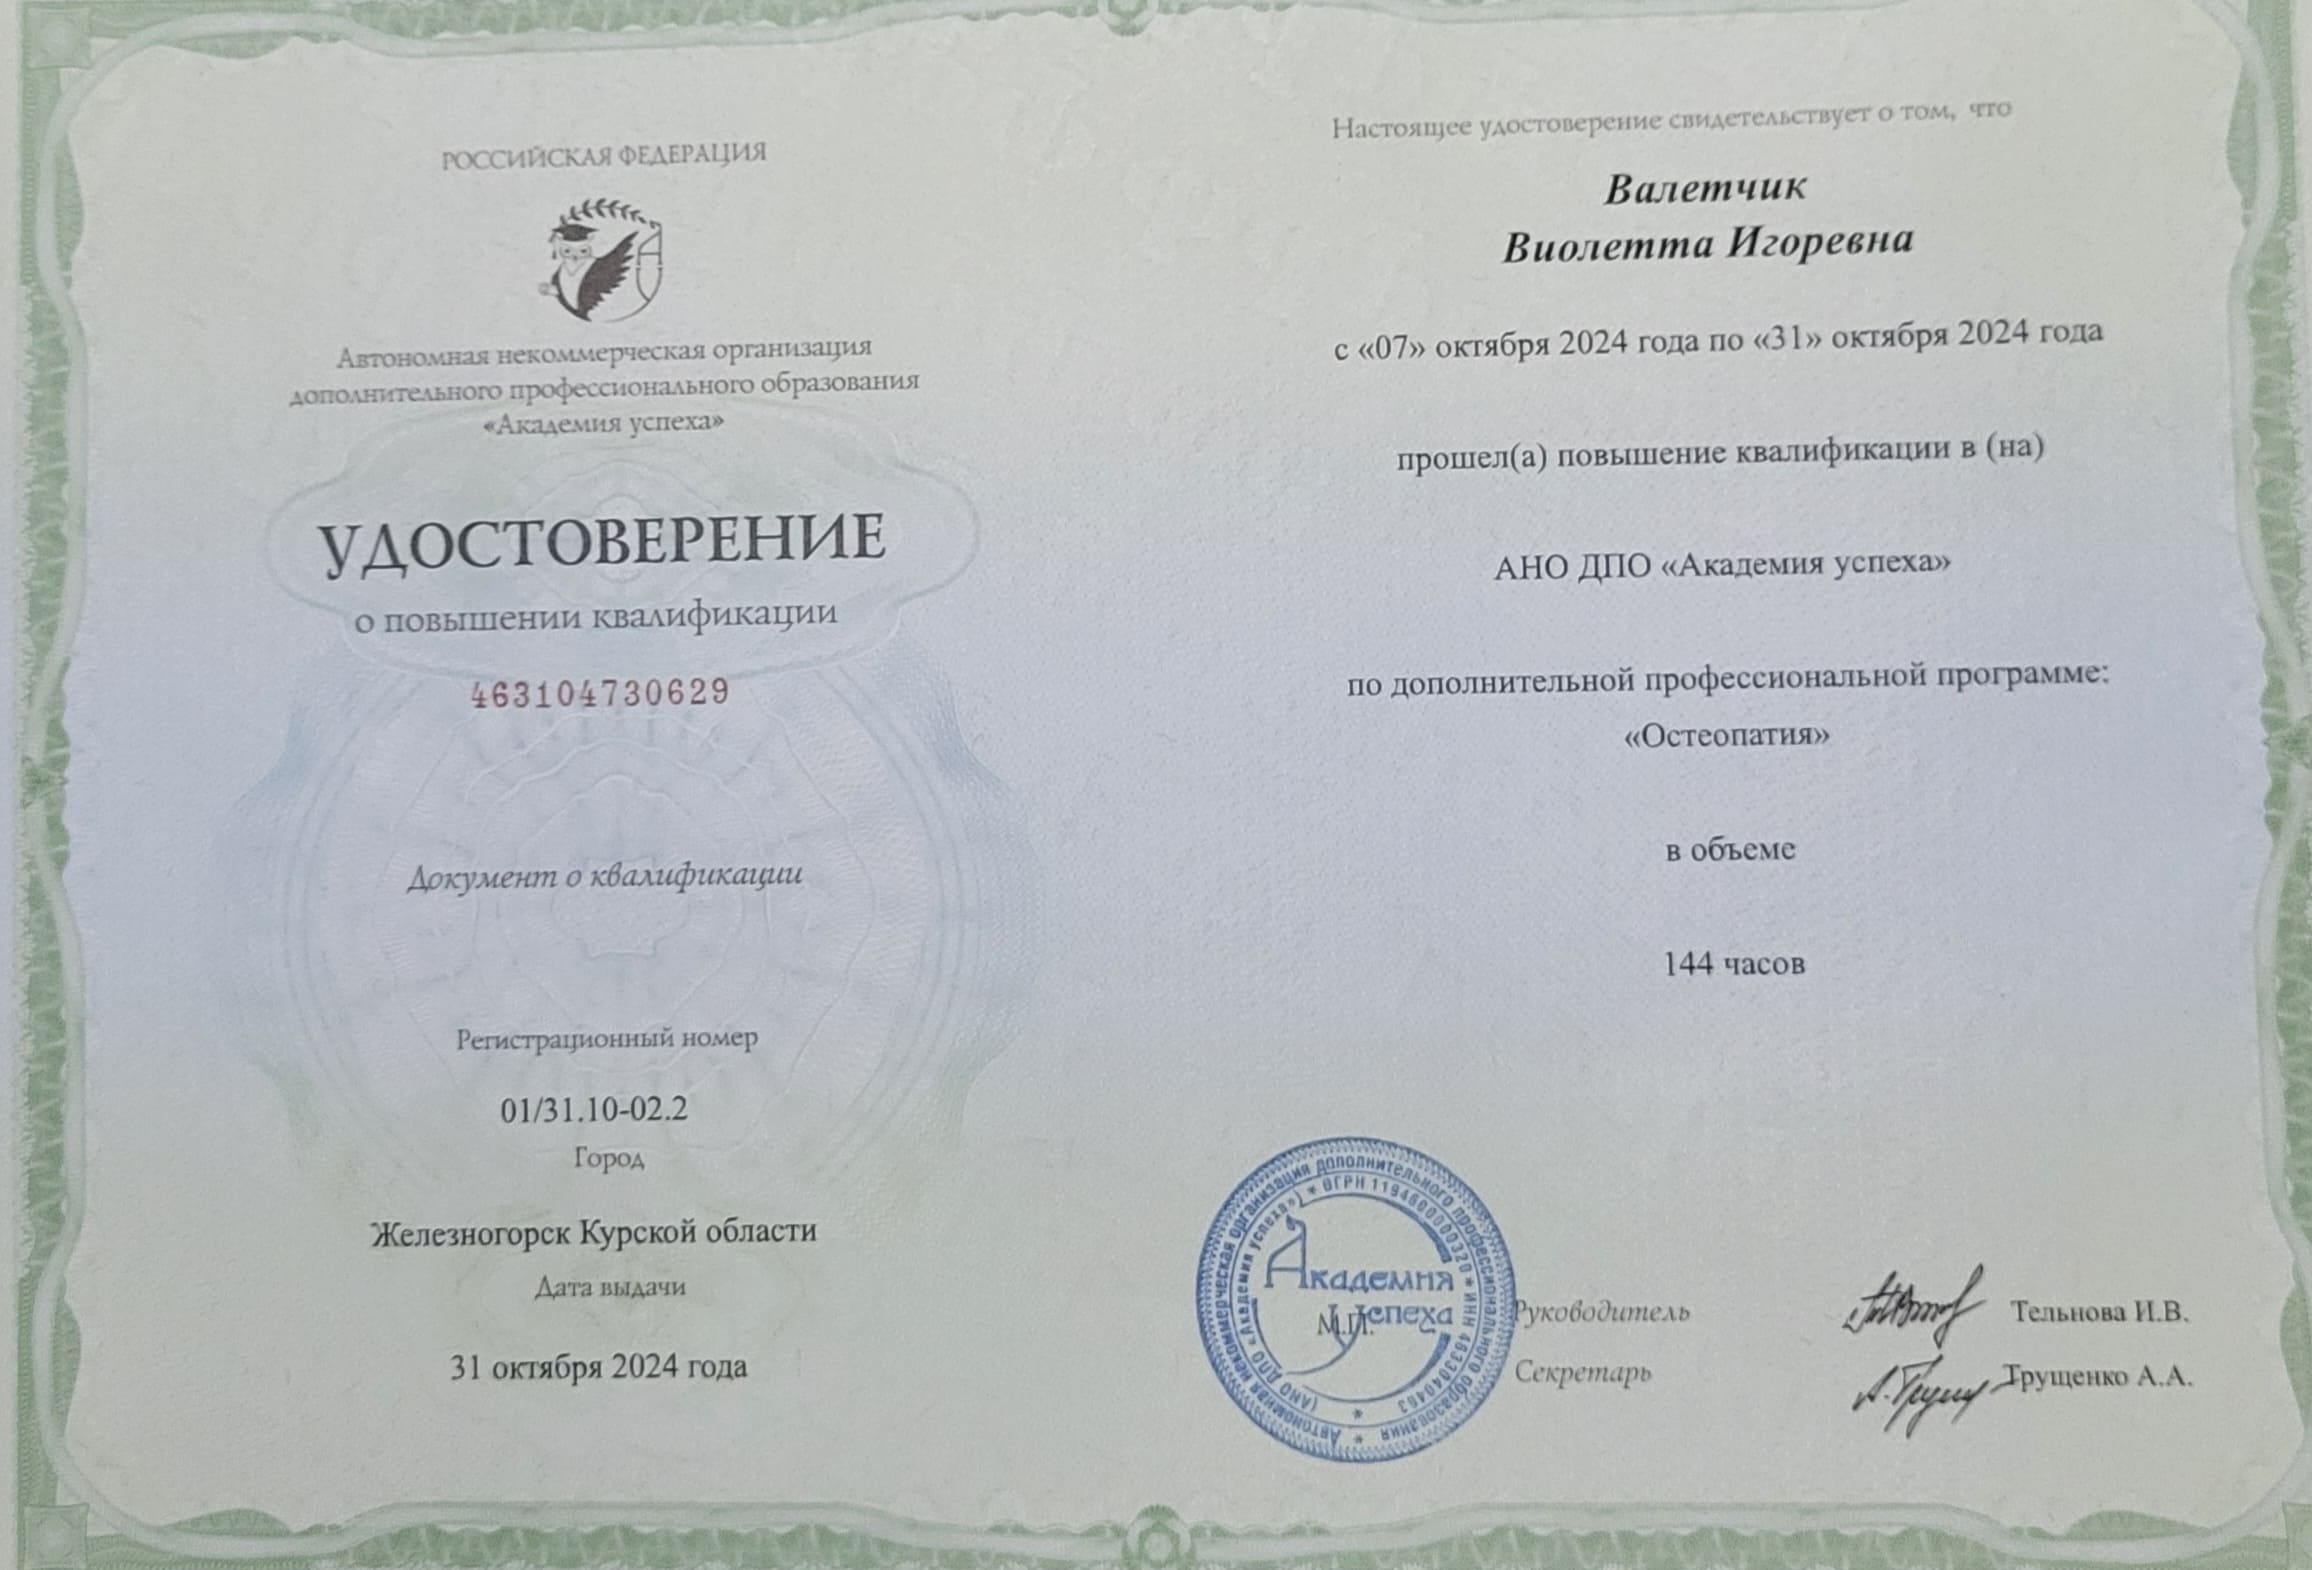 РОССИЙСКАЯ ФЕДЕРАЦИЯ
Автономная некоммерческая организация
дополнительного профессионального образования
«Академия успеха»
УДОСТОВЕРЕНИЕ
о повышении квалификации
463104730629
Документ о квалификации
Регистрационный номер
01/31.10-02.2
Город
Железногорск Курской области
Дата выдачи
31 октября 2024 года
Настоящее удостоверение свидетельствует о том, что
Валетчик
Виолетта Игоревна
с «07» октября 2024 года по «31» октября 2024 года
прошел(а) повышение квалификации в (на)
АНО ДПО «Академия успеха»
по дополнительной профессиональной программе:
«Остеопатия»
в объеме
144 часов
Автономная некоммерческая организация дополнительного профессионального образования
(АНО ДПО «Академия успеха») * ОГРН 1194600000320 * ИНН 4633040463
Академия
успеха
М.П.
Руководитель
Тельнова И.В.
Секретарь
Трущенко А.А.